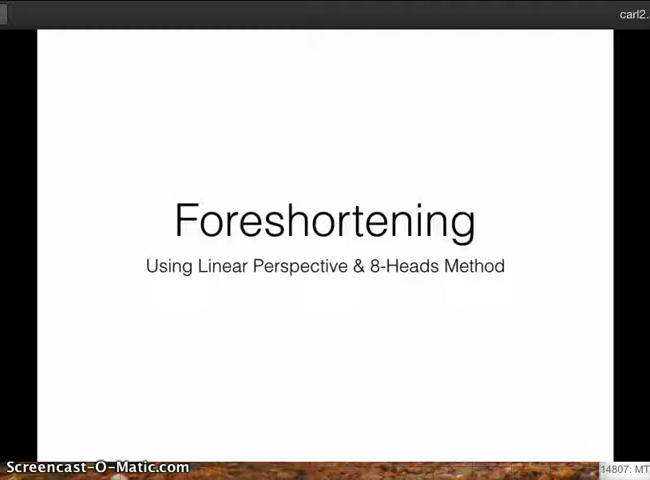 carl2.
Foreshortening
Using Linear Perspective & 8-Heads Method
Screencast-O-Matic.com
14807: MT